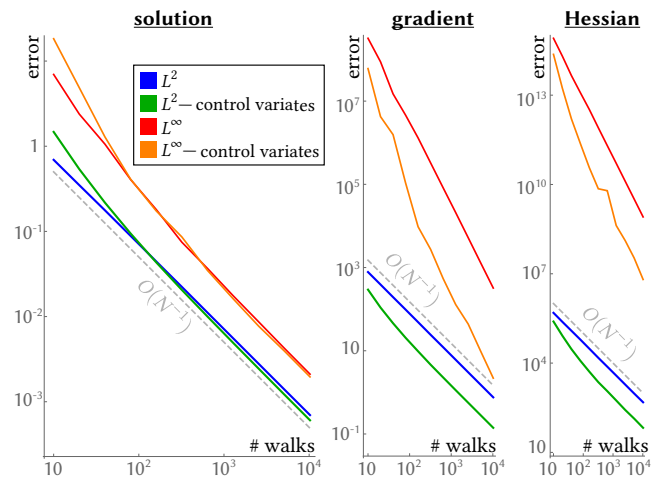 solution
error
1
10⁻¹
10⁻²
10⁻³
10
10²
10³
10⁴
# walks
O(N⁻¹)
L²
L²— control variates
L∞
L∞— control variates
gradient
error
10⁷
10⁵
10³
10
10⁻¹
10
10²
10³
10⁴
# walks
O(N⁻¹)
Hessian
error
10¹³
10¹⁰
10⁷
10⁴
10
10
10²
10³
10⁴
# walks
O(N⁻¹)